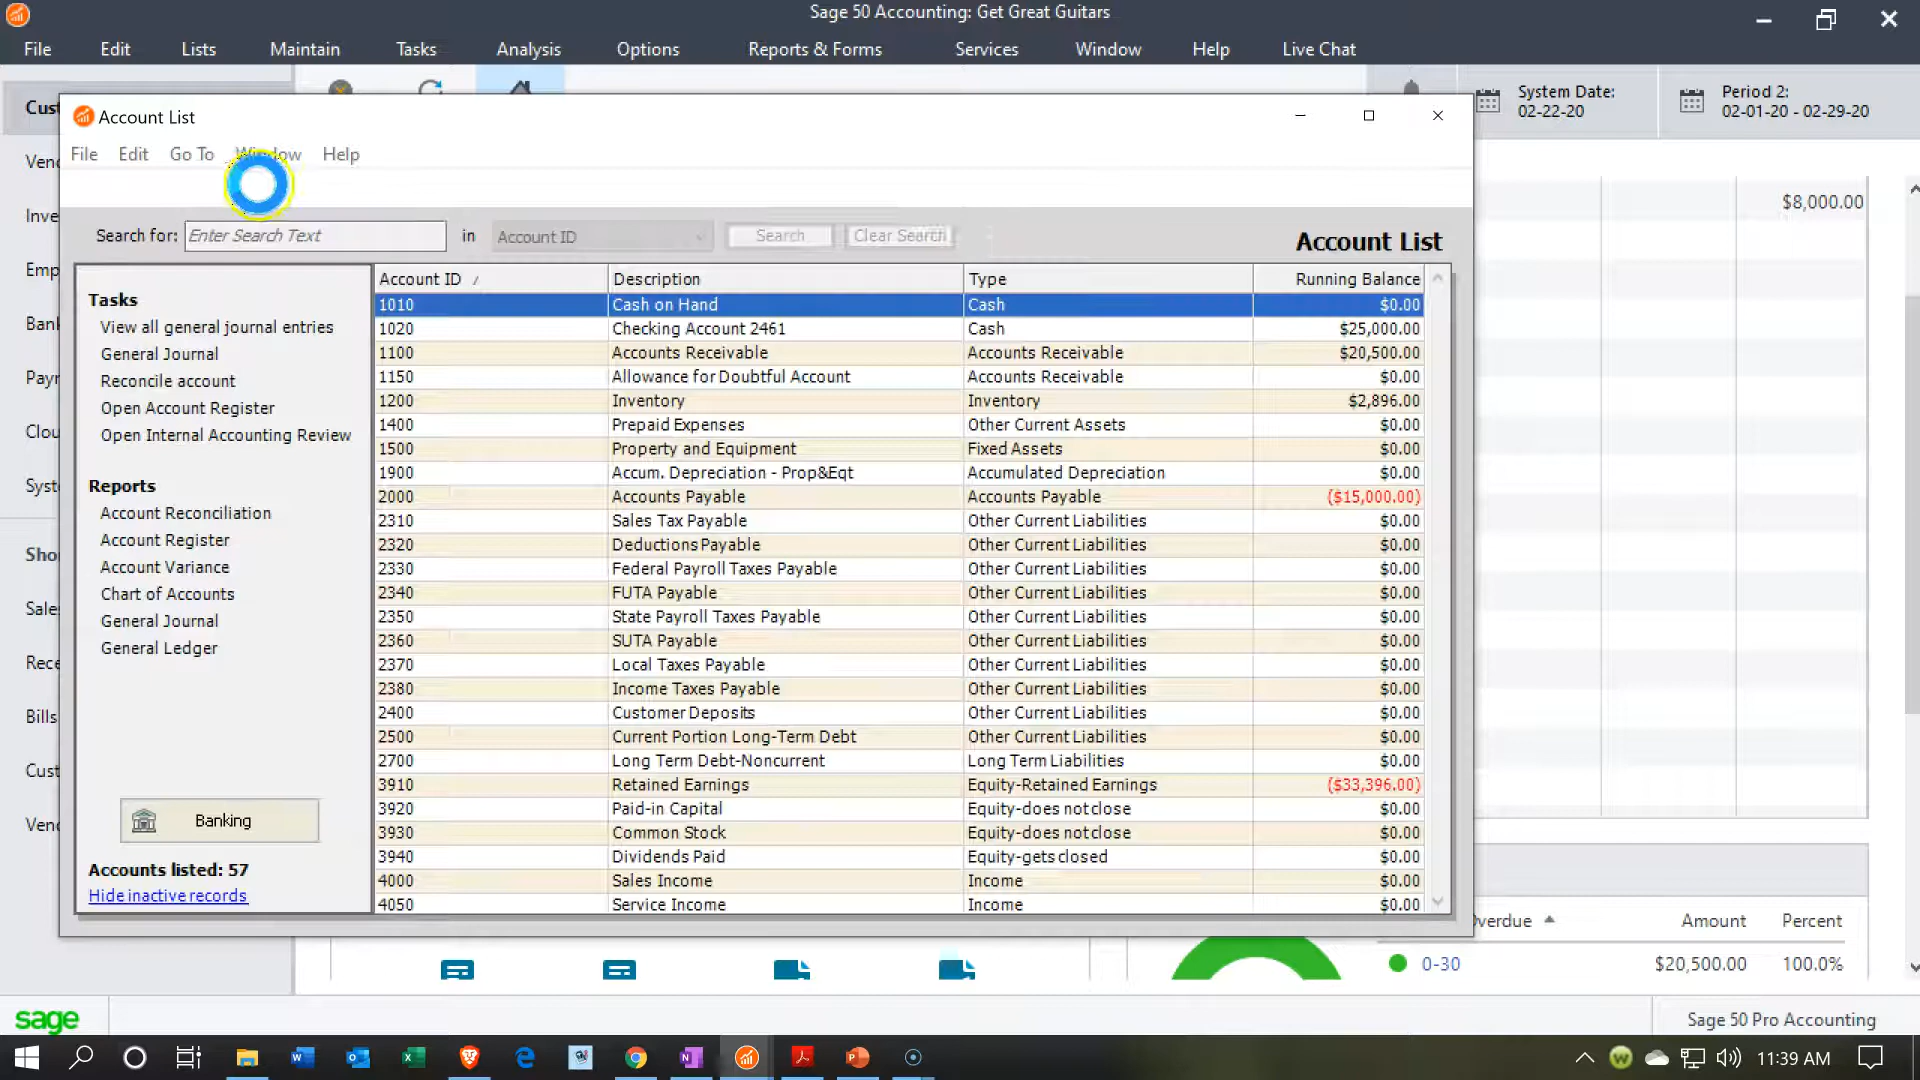 Sage 50 Accounting: Get Great Guitars
File Edit Lists Maintain Tasks Analysis Options Reports & Forms Services Window Help Live Chat
System Date:
02-22-20
Period 2:
02-01-20 - 02-29-20
Account List
File Edit Go To Window Help
Search for: Enter Search Text in Account ID Search Clear Search
Account List
Tasks
View all general journal entries
General Journal
Reconcile account
Open Account Register
Open Internal Accounting Review
Reports
Account Reconciliation
Account Register
Account Variance
Chart of Accounts
General Journal
General Ledger
Banking
Accounts listed: 57
Hide inactive records
Account ID / Description Type Running Balance
1010 Cash on Hand Cash $0.00
1020 Checking Account 2461 Cash $25,000.00
1100 Accounts Receivable Accounts Receivable $20,500.00
1150 Allowance for Doubtful Account Accounts Receivable $0.00
1200 Inventory Inventory $2,896.00
1400 Prepaid Expenses Other Current Assets $0.00
1500 Property and Equipment Fixed Assets $0.00
1900 Accum. Depreciation - Prop&Eqt Accumulated Depreciation $0.00
2000 Accounts Payable Accounts Payable ($15,000.00)
2310 Sales Tax Payable Other Current Liabilities $0.00
2320 Deductions Payable Other Current Liabilities $0.00
2330 Federal Payroll Taxes Payable Other Current Liabilities $0.00
2340 FUTA Payable Other Current Liabilities $0.00
2350 State Payroll Taxes Payable Other Current Liabilities $0.00
2360 SUTA Payable Other Current Liabilities $0.00
2370 Local Taxes Payable Other Current Liabilities $0.00
2380 Income Taxes Payable Other Current Liabilities $0.00
2400 Customer Deposits Other Current Liabilities $0.00
2500 Current Portion Long-Term Debt Other Current Liabilities $0.00
2700 Long Term Debt-Noncurrent Long Term Liabilities $0.00
3910 Retained Earnings Equity-Retained Earnings ($33,396.00)
3920 Paid-in Capital Equity-does not close $0.00
3930 Common Stock Equity-does not close $0.00
3940 Dividends Paid Equity-gets closed $0.00
4000 Sales Income Income $0.00
4050 Service Income Income $0.00
Cust
Vend
Inve
Emp
Bank
Payr
Clou
Syst
Sho
Sale
Rece
Bills
Cust
Vend
$8,000.00
Overdue Amount Percent
0-30 $20,500.00 100.0%
sage
Sage 50 Pro Accounting
11:39 AM